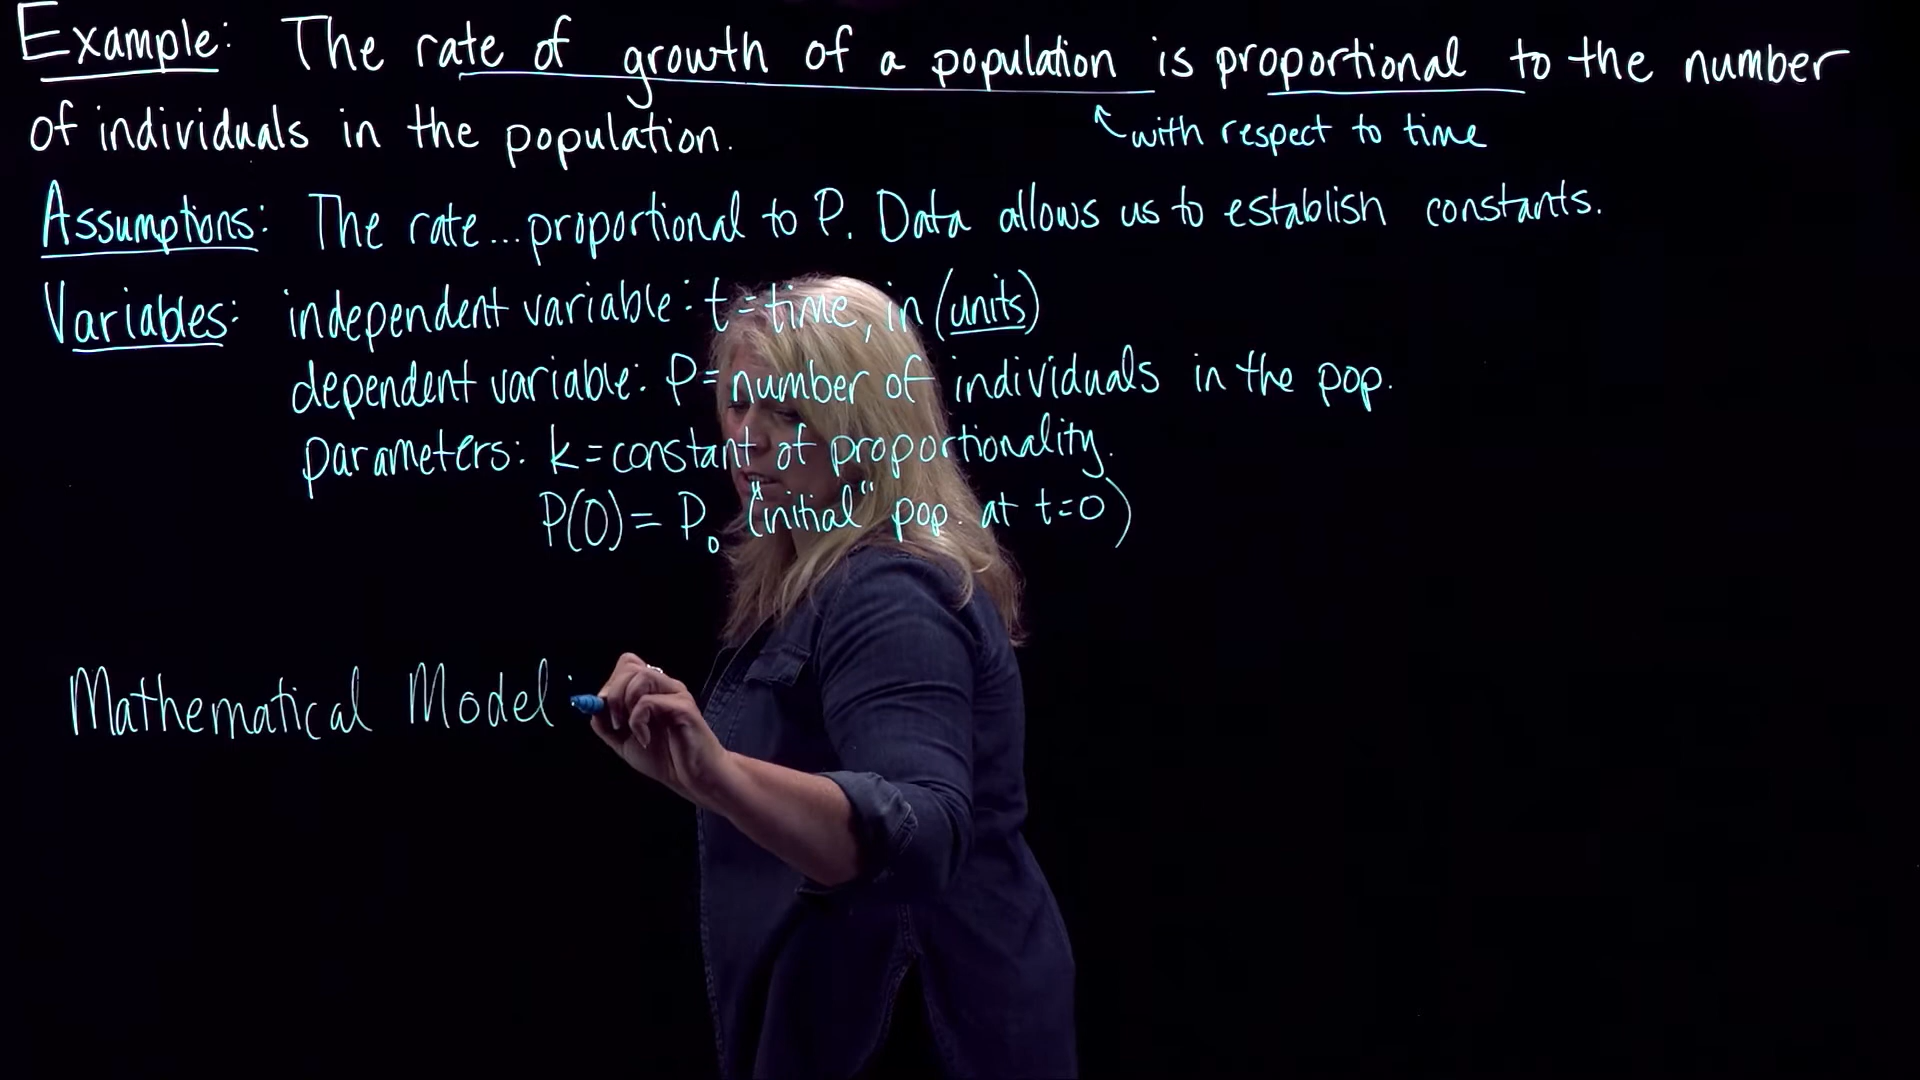 Example: The rate of growth of a population is proportional to the number
of individuals in the population.
with respect to time
Assumptions: The rate... proportional to P. Data allows us to establish constants.
Variables: independent variable: t=time, in (units)
dependent variable: P= number of individuals in the pop.
parameters: k=constant of proportionality.
P(0)= P₀ ("initial" pop. at t=0)
Mathematical Model: